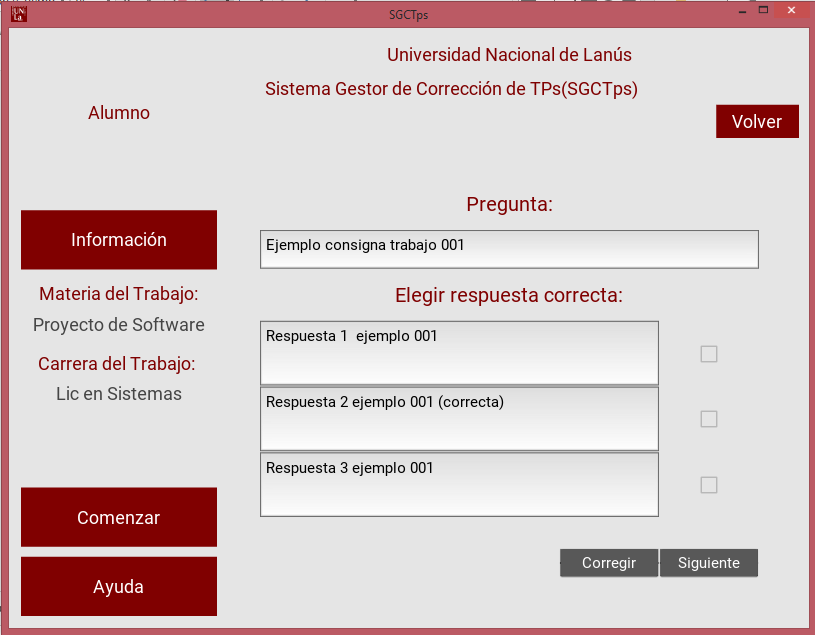 SGCTps
Universidad Nacional de Lanús
Sistema Gestor de Corrección de TPs(SGCTps)
Alumno
Volver
Información
Materia del Trabajo:
Proyecto de Software
Carrera del Trabajo:
Lic en Sistemas
Comenzar
Ayuda
Pregunta:
Ejemplo consigna trabajo 001
Elegir respuesta correcta:
Respuesta 1  ejemplo 001
Respuesta 2 ejemplo 001 (correcta)
Respuesta 3 ejemplo 001
Corregir
Siguiente